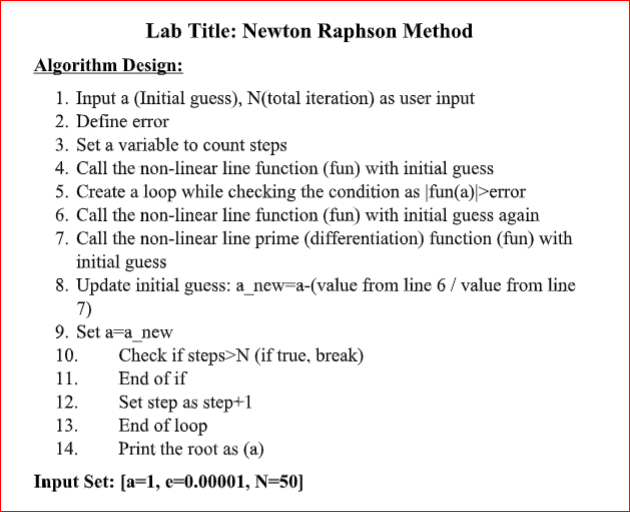 Lab Title: Newton Raphson Method
Algorithm Design:
1. Input a (Initial guess), N(total iteration) as user input
2. Define error
3. Set a variable to count steps
4. Call the non-linear line function (fun) with initial guess
5. Create a loop while checking the condition as |fun(a)|>error
6. Call the non-linear line function (fun) with initial guess again
7. Call the non-linear line prime (differentiation) function (fun) with
initial guess
8. Update initial guess: a_new=a-(value from line 6 / value from line
7)
9. Set a=a_new
10. Check if steps>N (if true, break)
11. End of if
12. Set step as step+1
13. End of loop
14. Print the root as (a)
Input Set: [a=1, e=0.00001, N=50]